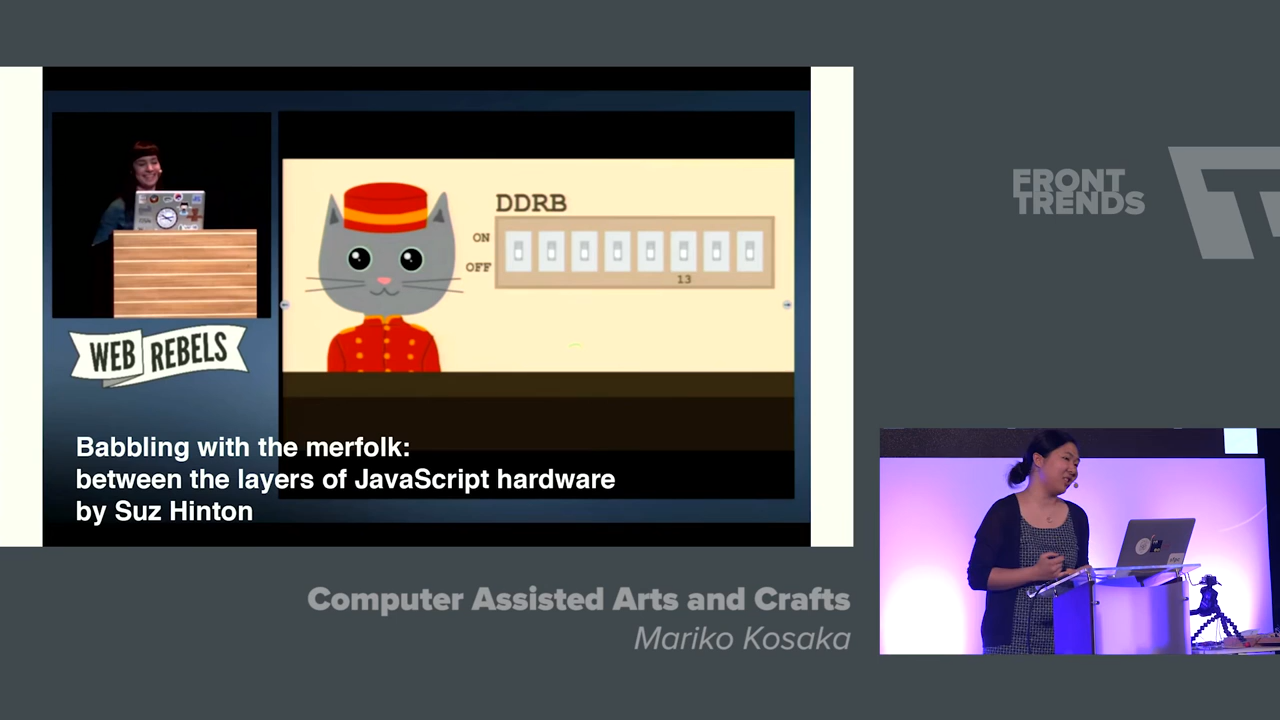 DDRB
ON
OFF
13
WEB REBELS
Babbling with the merfolk:
between the layers of JavaScript hardware
by Suz Hinton
FRONT
TRENDS
Computer Assisted Arts and Crafts
Mariko Kosaka